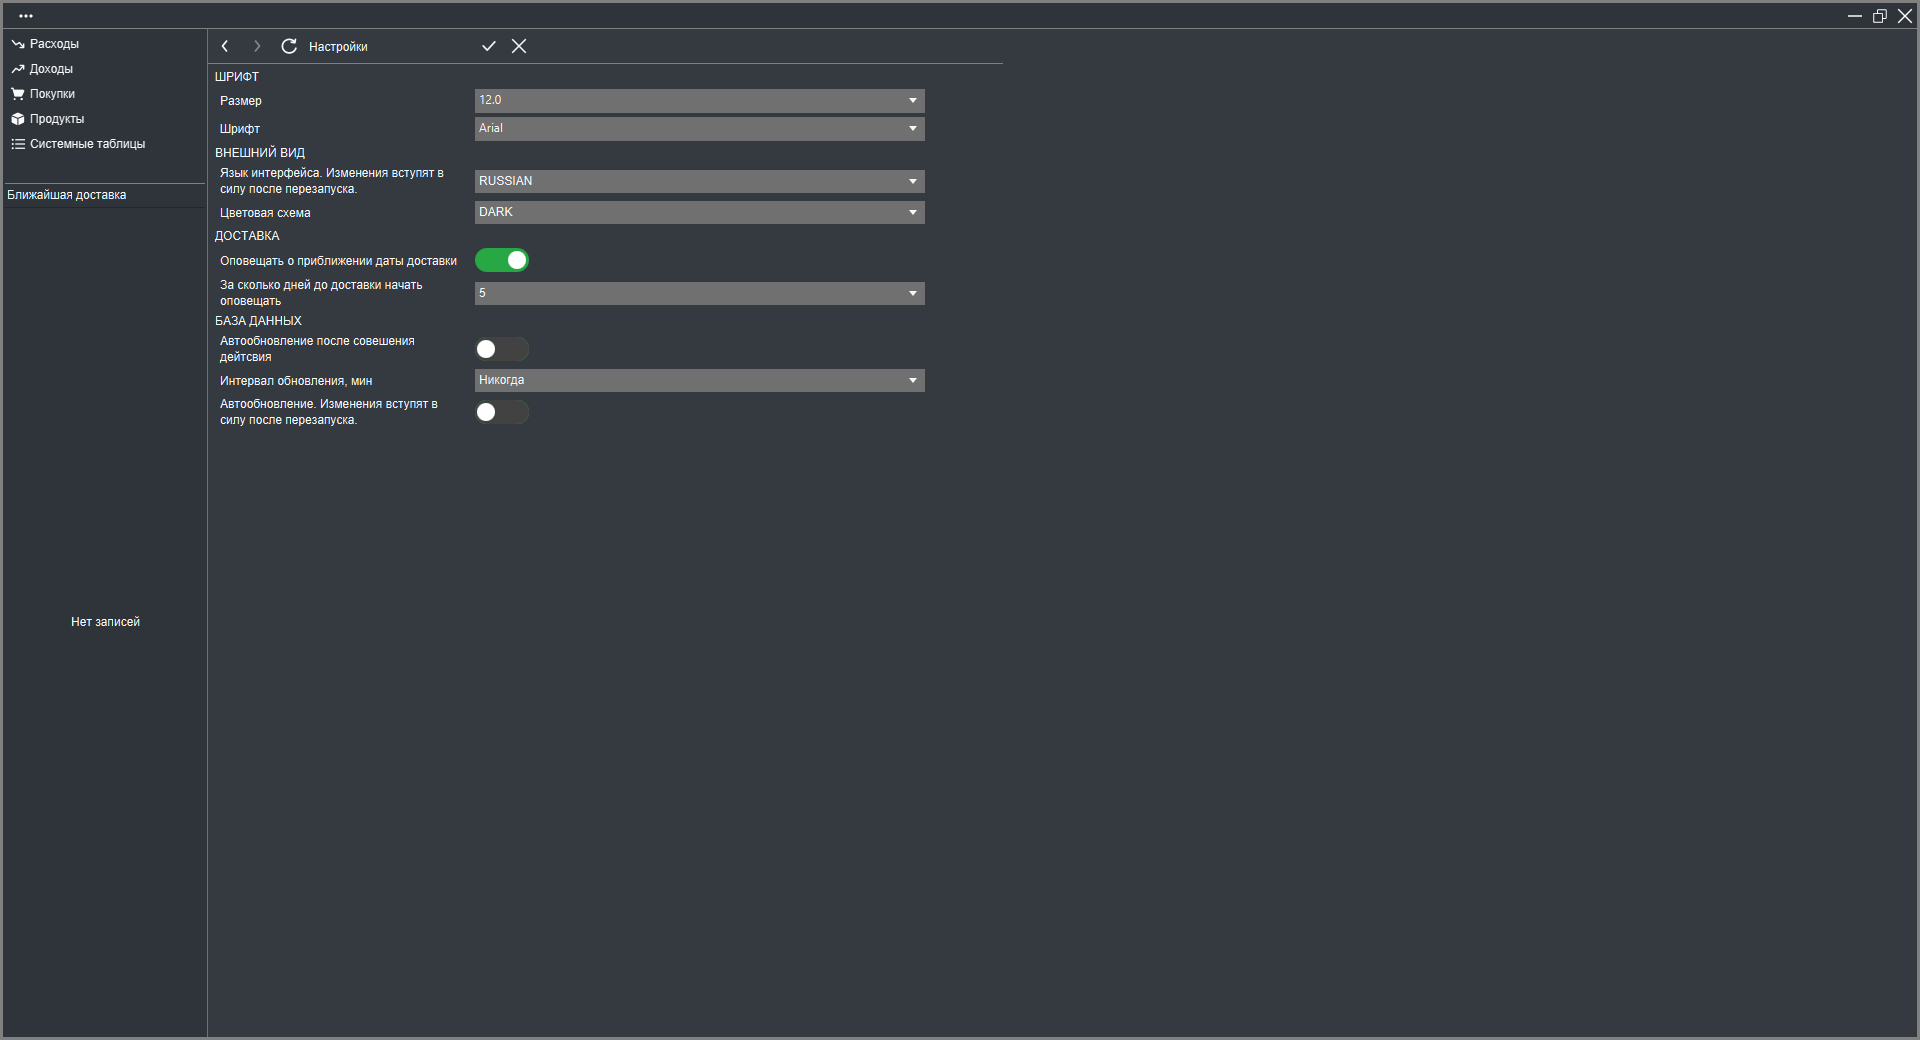 Расходы
Доходы
Покупки
Продукты
Системные таблицы
Ближайшая доставка
Нет записей
Настройки
ШРИФТ
Размер
12.0
Шрифт
Arial
ВНЕШНИЙ ВИД
Язык интерфейса. Изменения вступят в
силу после перезапуска.
RUSSIAN
Цветовая схема
DARK
ДОСТАВКА
Оповещать о приближении даты доставки
За сколько дней до доставки начать
оповещать
5
БАЗА ДАННЫХ
Автообновление после совешения
дейтсвия
Интервал обновления, мин
Никогда
Автообновление. Изменения вступят в
силу после перезапуска.